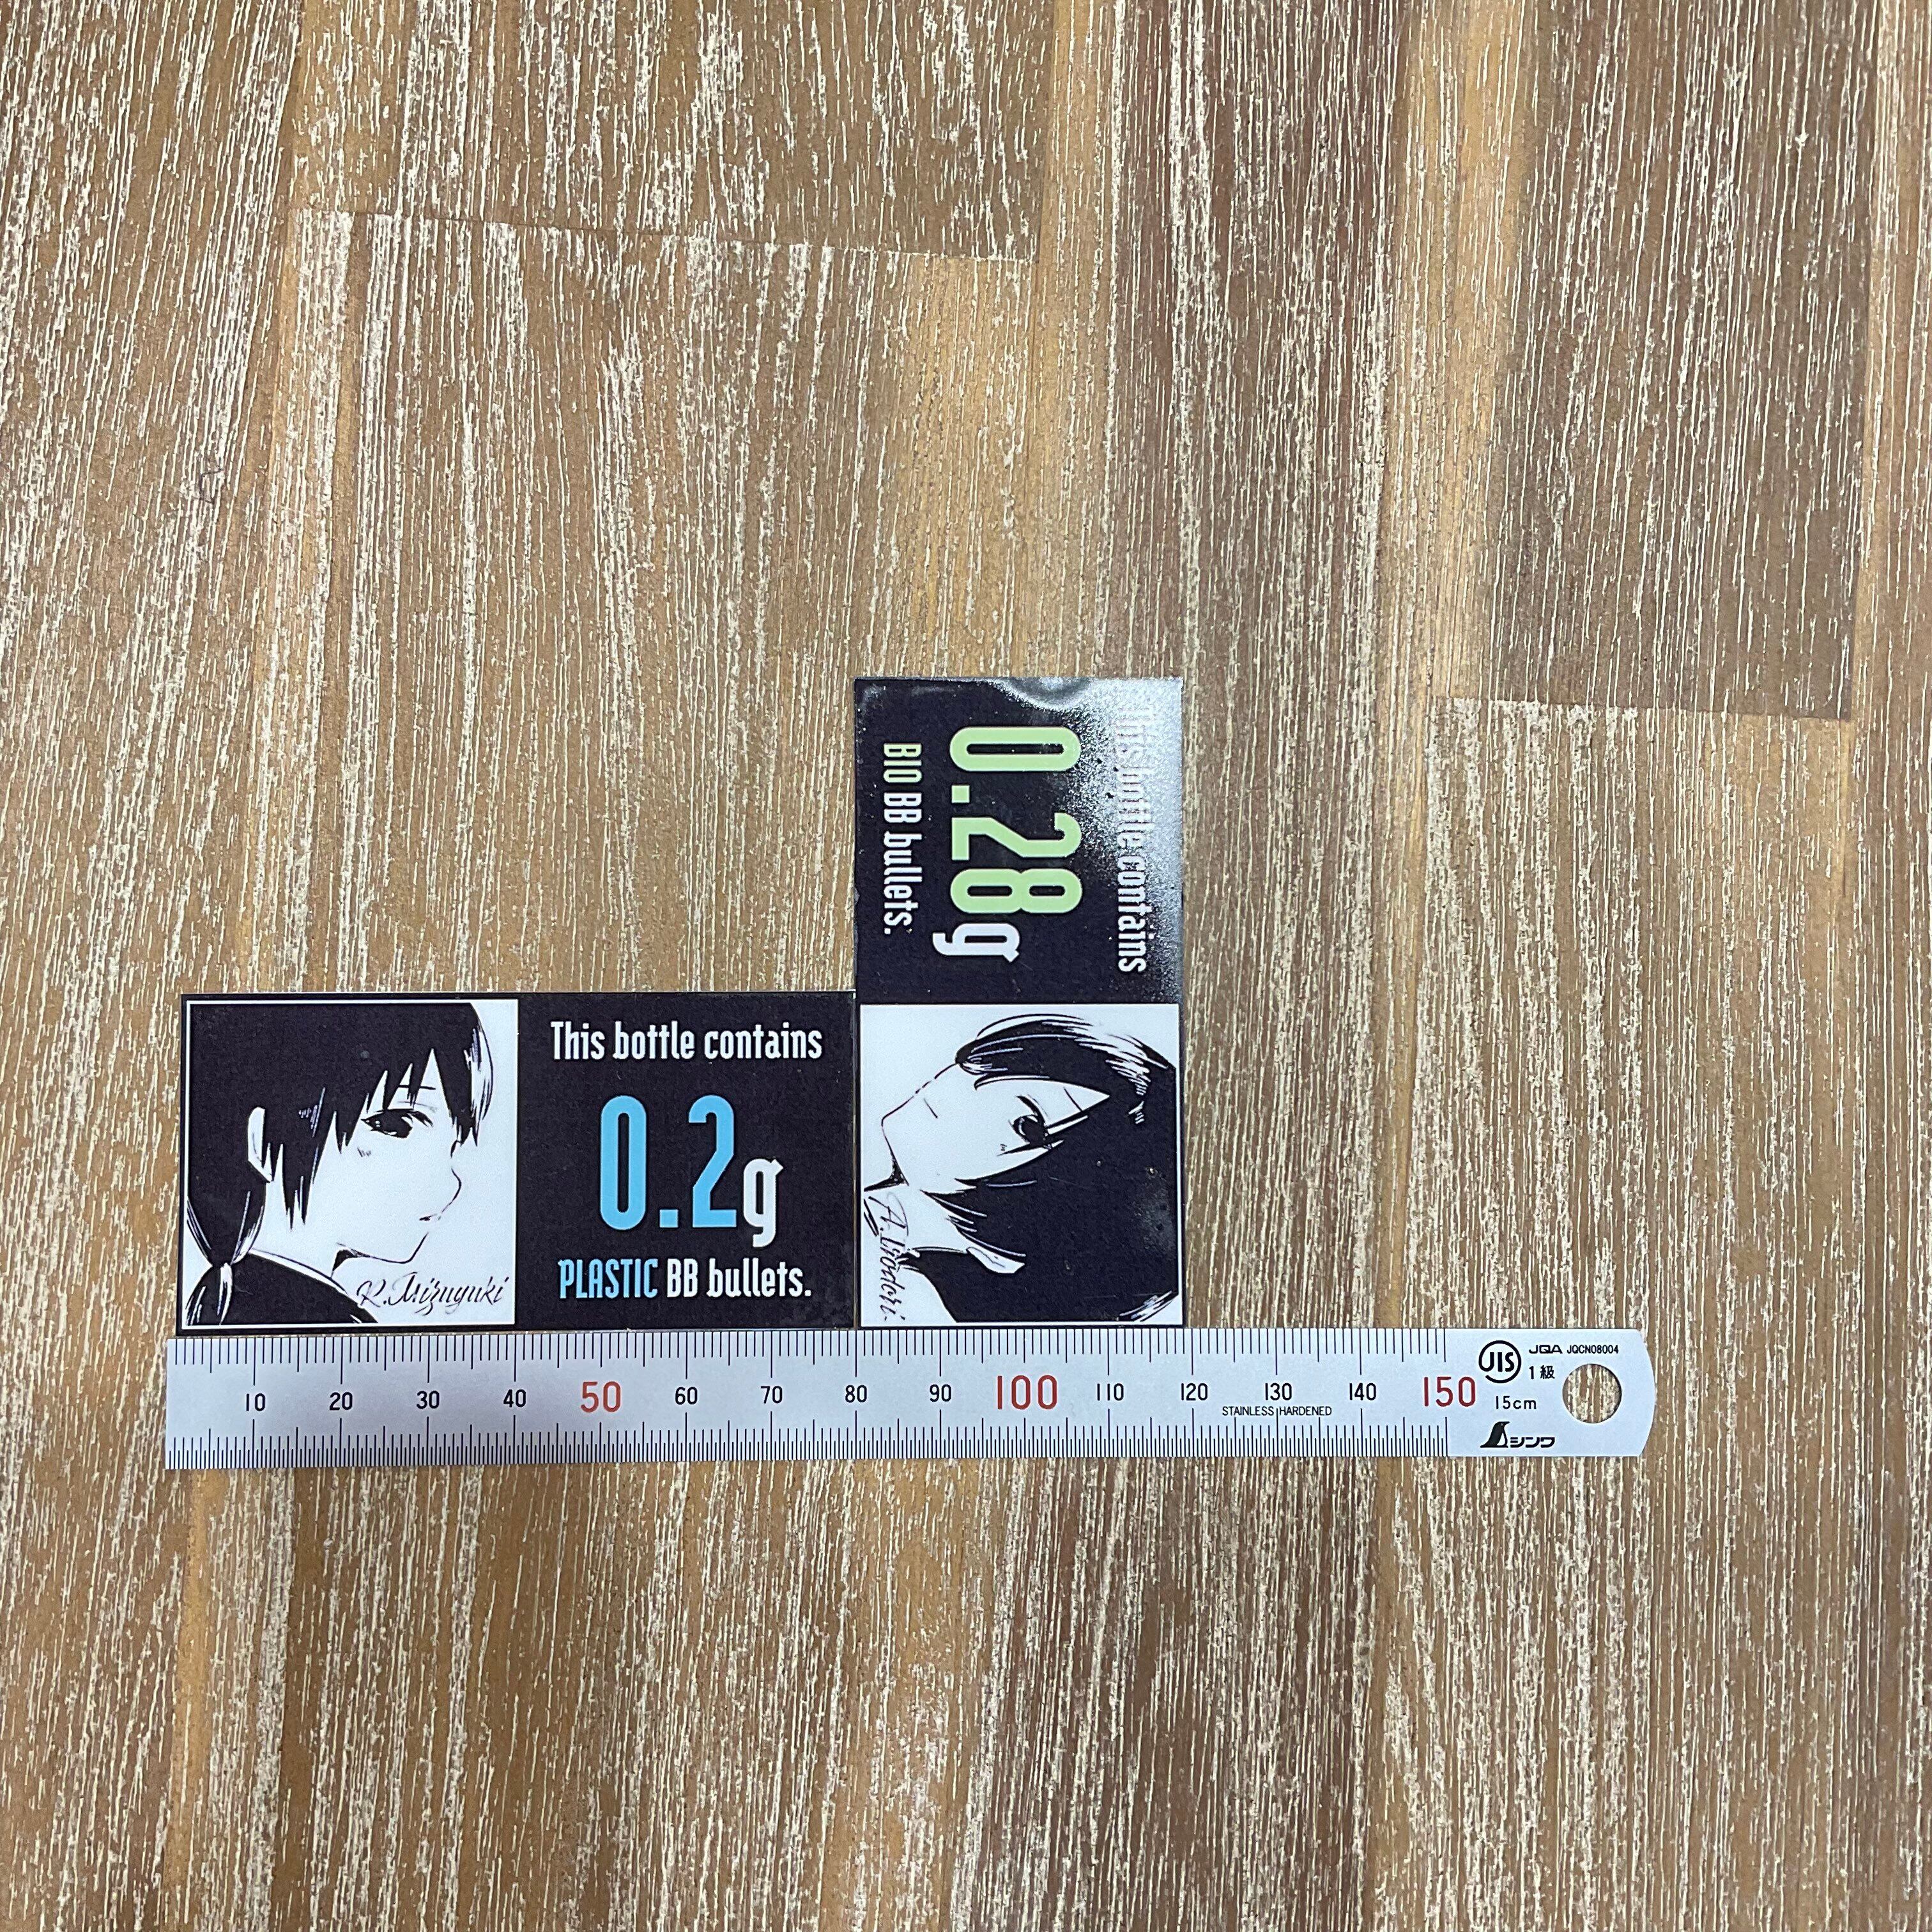 This bottle contains
0.28g
BIO BB bullets.
This bottle contains
0.2g
PLASTIC BB bullets.
R.Mizuyuki
10 20 30 40 50 60 70 80 90 100 110 120 130 140 150
STAINLESS HARDENED
JIS
JQA JQCN08004
1級
15cm
シンワ